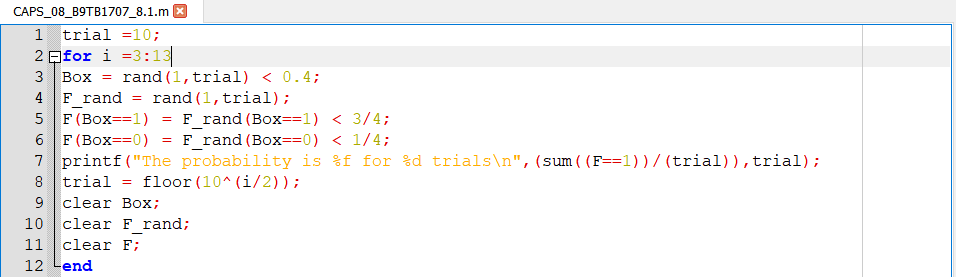 CAPS_08_B9TB1707_8.1.m
1 trial =10;
2 for i =3:13
3 Box = rand(1,trial) < 0.4;
4 F_rand = rand(1,trial);
5 F(Box==1) = F_rand(Box==1) < 3/4;
6 F(Box==0) = F_rand(Box==0) < 1/4;
7 printf("The probability is %f for %d trials\n",(sum((F==1))/(trial)),trial);
8 trial = floor(10^(i/2));
9 clear Box;
10 clear F_rand;
11 clear F;
12 end